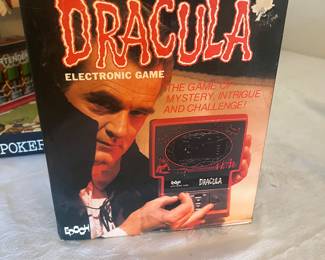 DRACULA
ELECTRONIC GAME
THE GAME OF
MYSTERY, INTRIGUE
AND CHALLENGE!
DRACULA
EPOCH
POKER